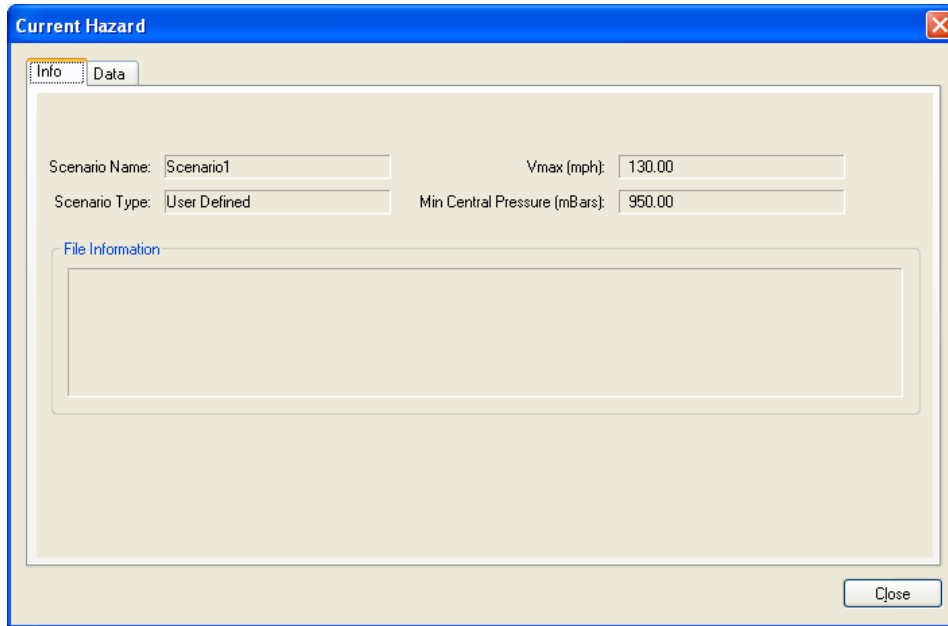 Current Hazard
Info Data
Scenario Name: Scenario1 Vmax (mph): 130.00
Scenario Type: User Defined Min Central Pressure (mBars): 950.00
File Information
Close